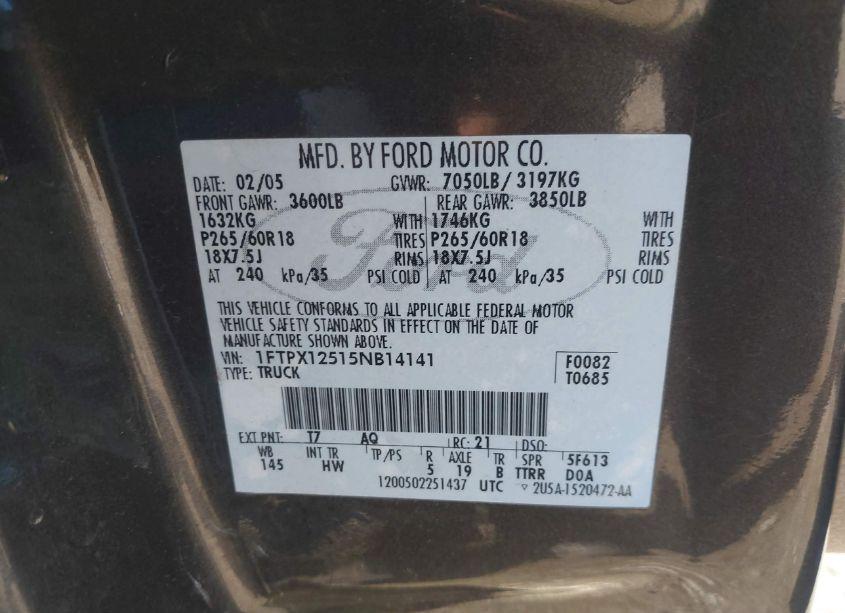 MFD. BY FORD MOTOR CO.
DATE: 02/05 GVWR: 7050LB / 3197KG
FRONT GAWR: 3600LB REAR GAWR: 3850LB
1632KG WITH 1746KG WITH
P265/60R18 TIRES P265/60R18 TIRES
18X7.5J RIMS 18X7.5J RIMS
AT 240 kPa/35 PSI COLD AT 240 kPa/35 PSI COLD
Ford
THIS VEHICLE CONFORMS TO ALL APPLICABLE FEDERAL MOTOR
VEHICLE SAFETY STANDARDS IN EFFECT ON THE DATE OF
MANUFACTURE SHOWN ABOVE.
VIN: 1FTPX12515NB14141 F0082
TYPE: TRUCK T0685
EXT PNT: T7 AQ RC: 21 DSO:
WB INT TR TP/PS R AXLE TR SPR 5F613
145 HW 5 19 B TTRR DOA
1200502251437 UTC ▽ 2U5A-1520472-AA